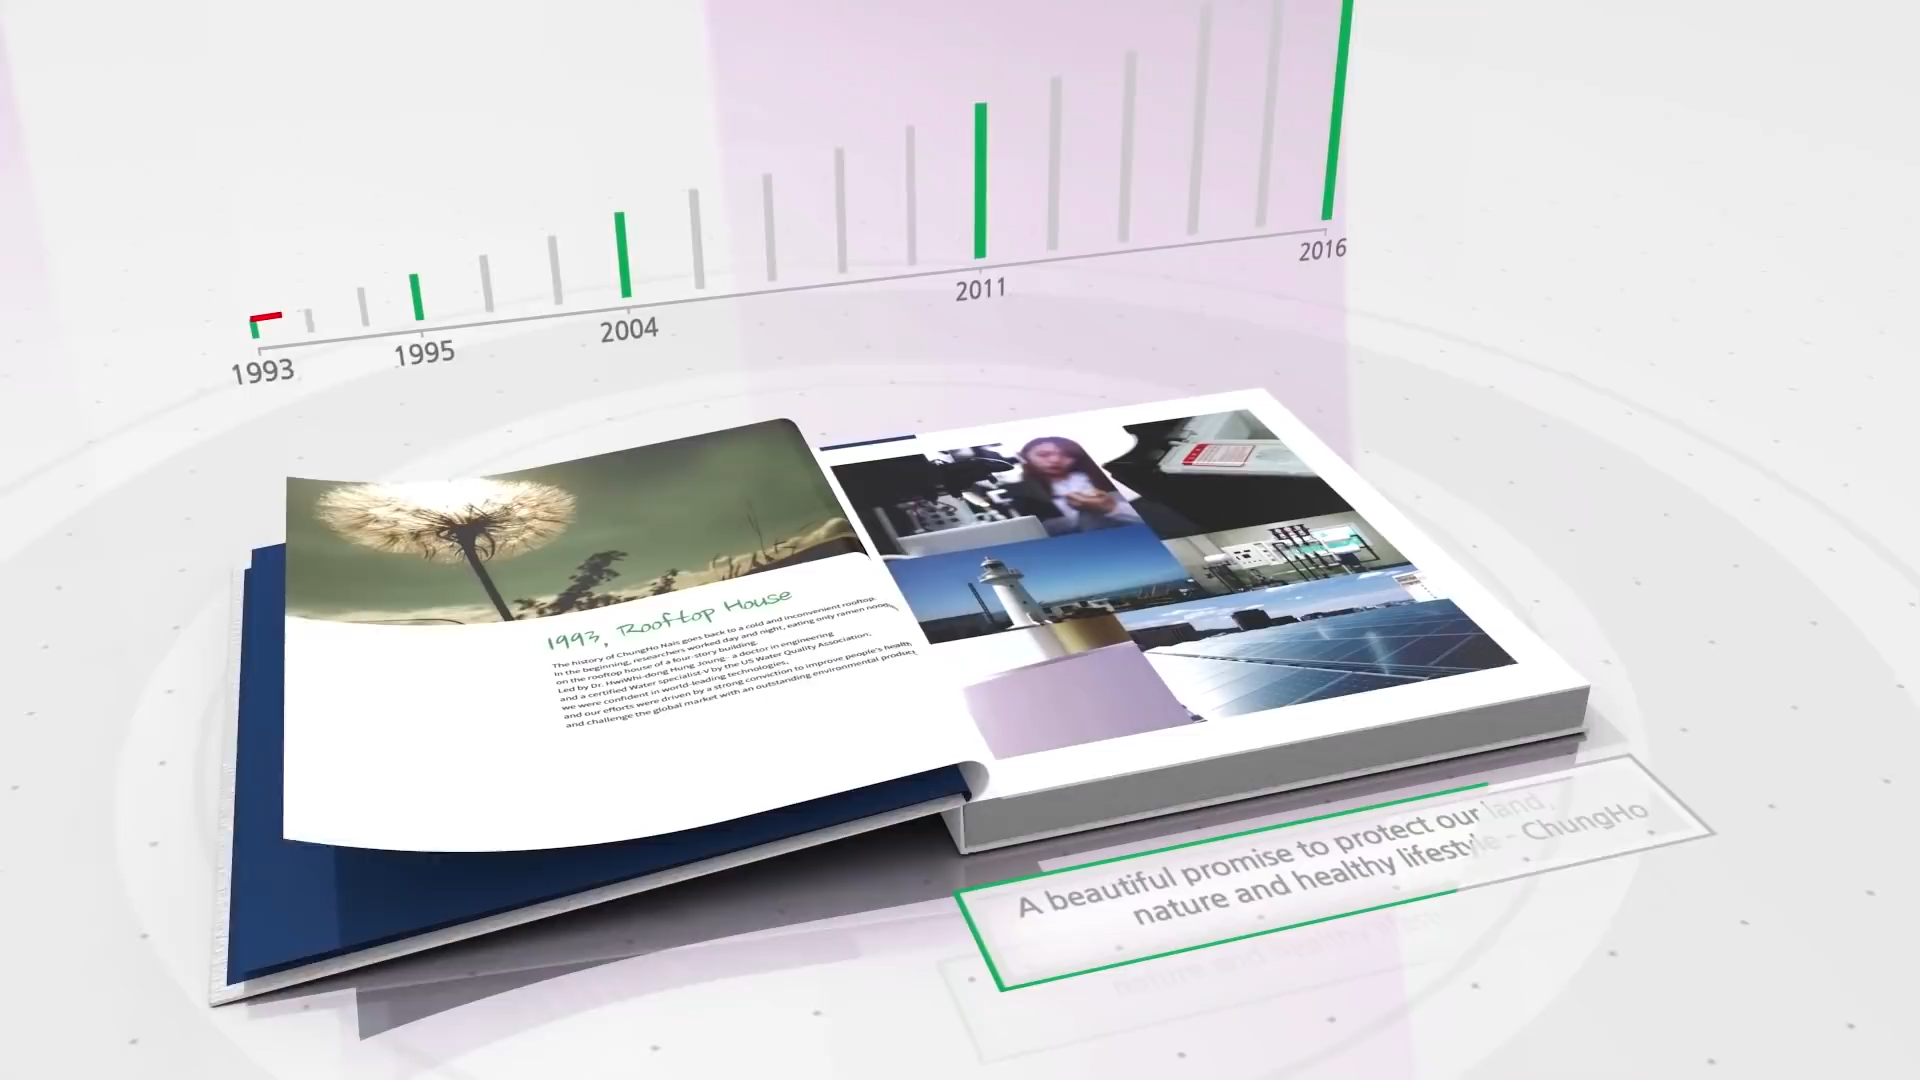 1993
1995
2004
2011
2016
1993, Rooftop House
The history of ChungHo Nais goes back to a cold and inconvenient rooftop.
In the beginning, researchers worked day and night, eating only ramen noodles
on the rooftop house of a four-story building.
Led by Dr. HwiWhi-dong Hung Joung - a doctor in engineering
and a certified Water specialist-V by the US Water Quality Association,
we were confident in world-leading technologies,
and our efforts were driven by a strong conviction to improve people's health,
and challenge the global market with an outstanding environmental product
A beautiful promise to protect our land,
nature and healthy lifestyle - ChungHo